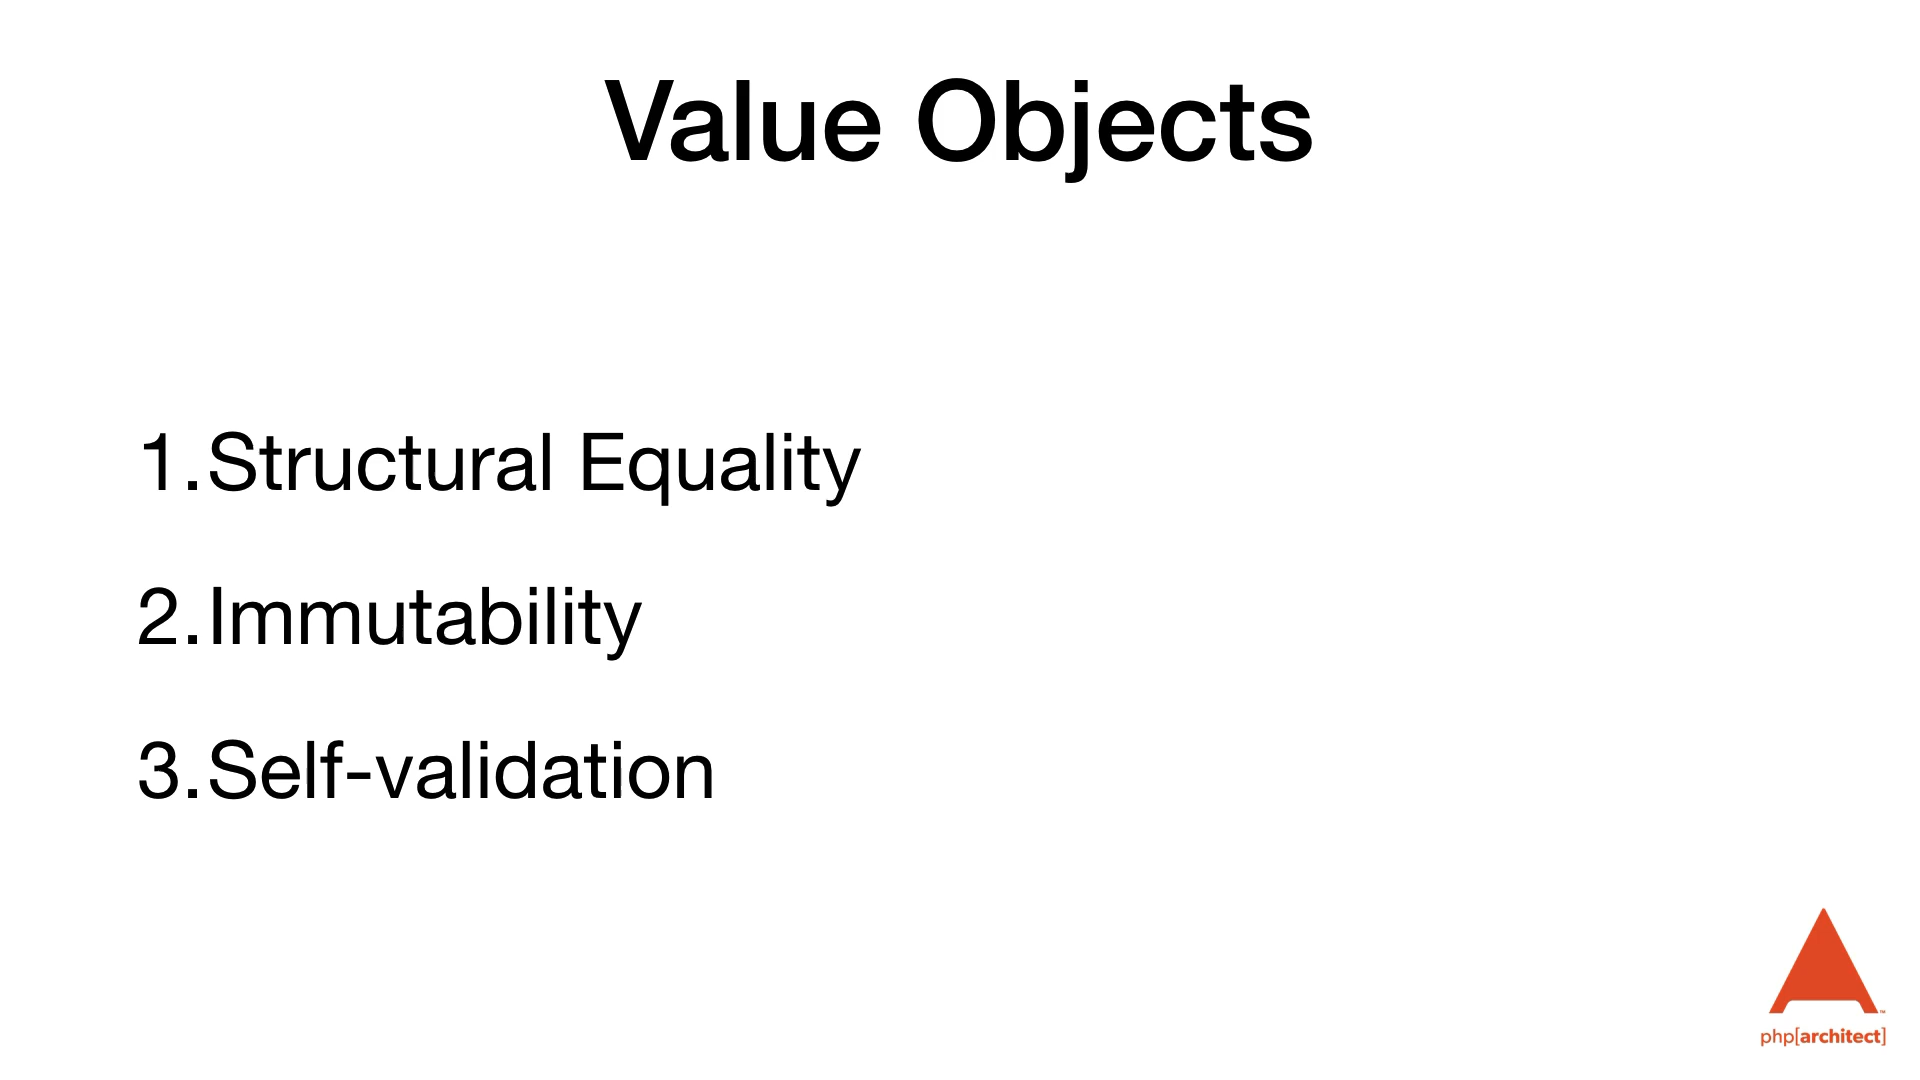 Value Objects
1.Structural Equality
2.Immutability
3.Self-validation
php[architect]